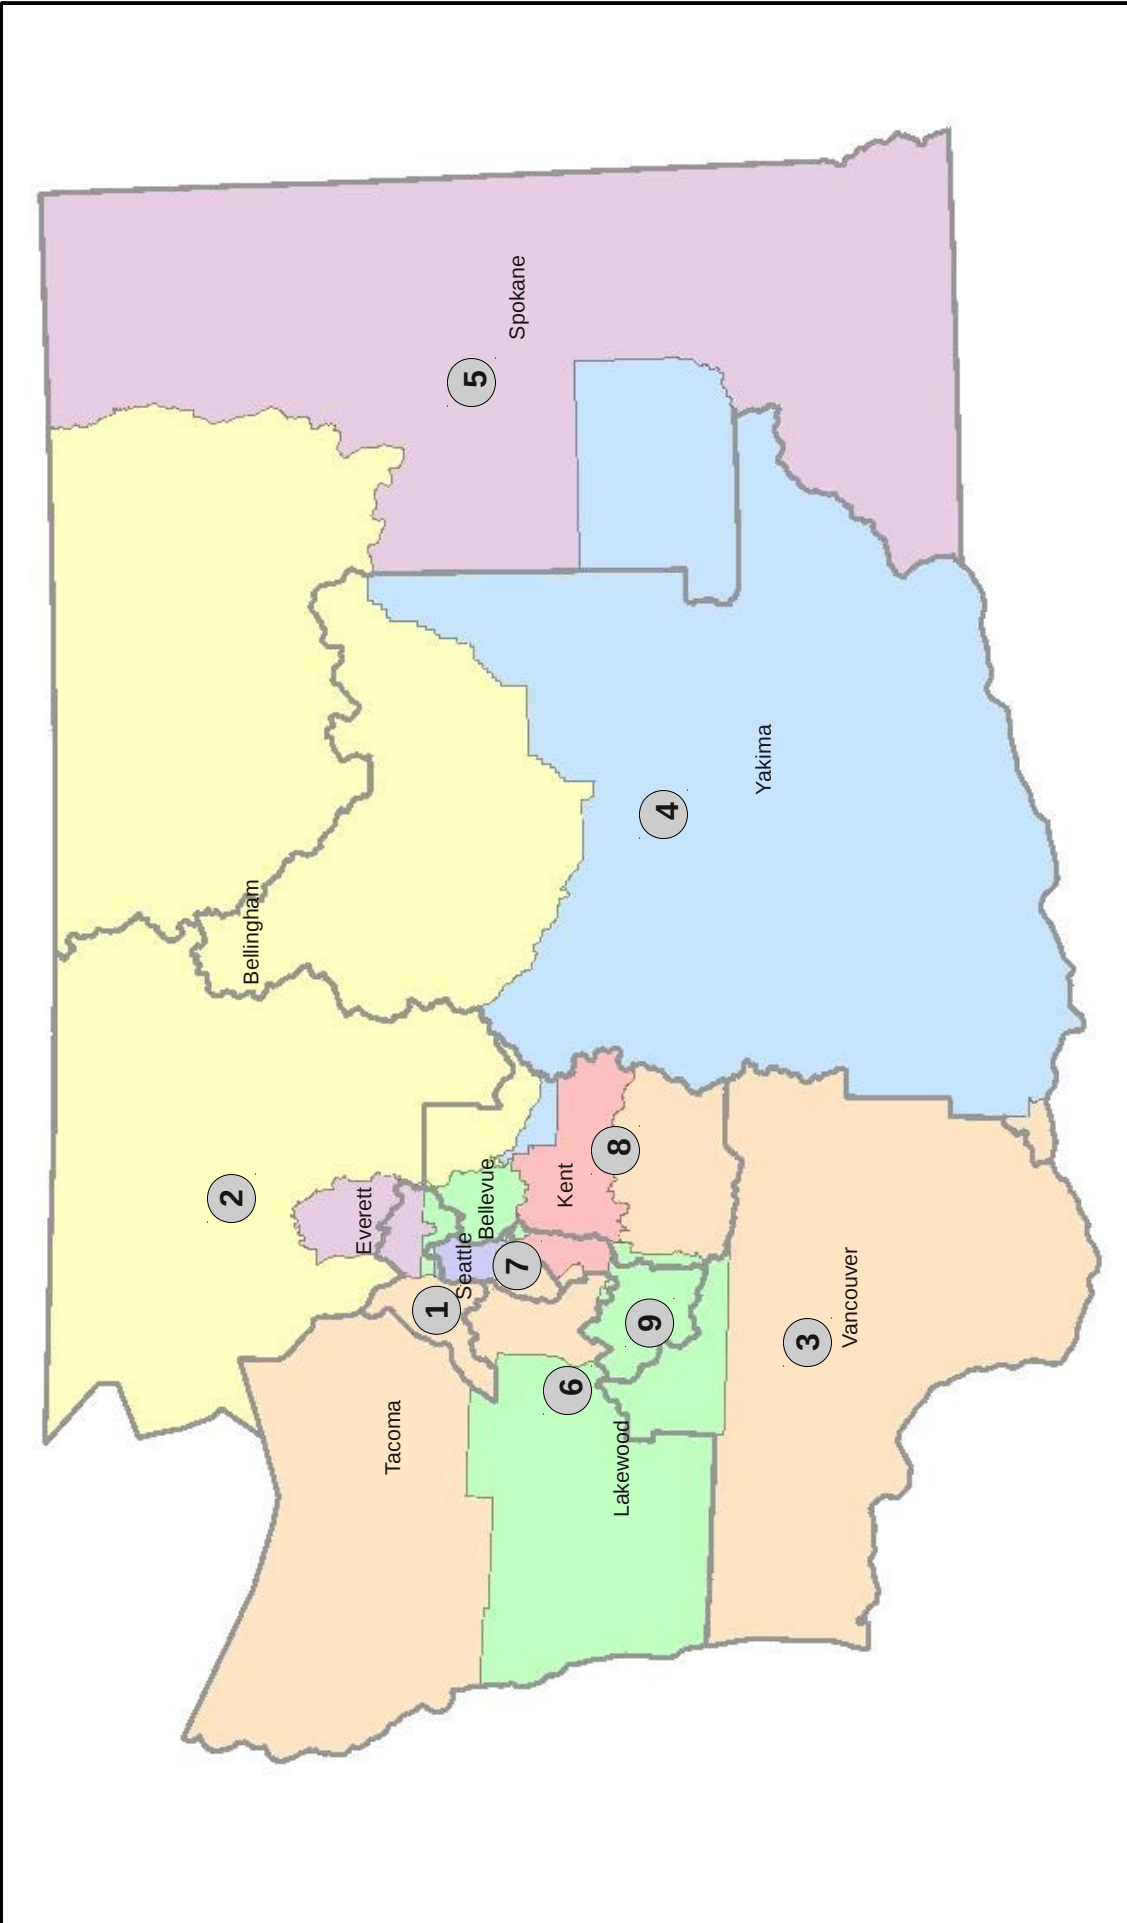 Bellingham
2
Everett
Tacoma
1
Seattle
Bellevue
Spokane
5
7
6
Kent
8
Lakewood
9
4
Yakima
3
Vancouver